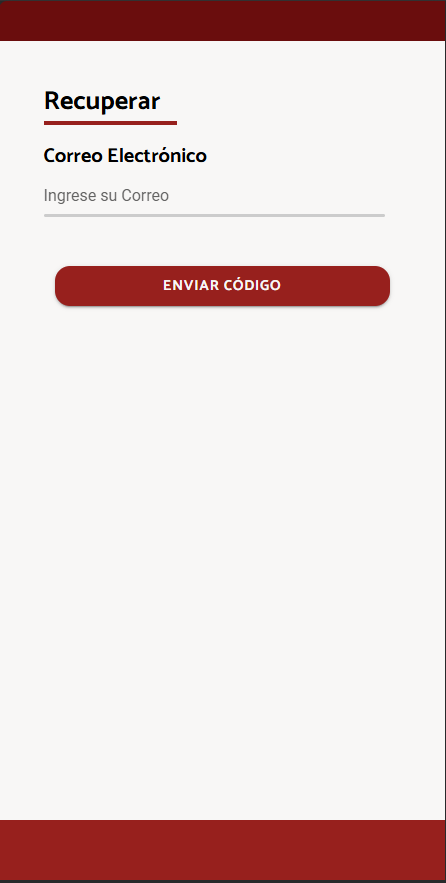 Recuperar
Correo Electrónico
Ingrese su Correo
ENVIAR CÓDIGO